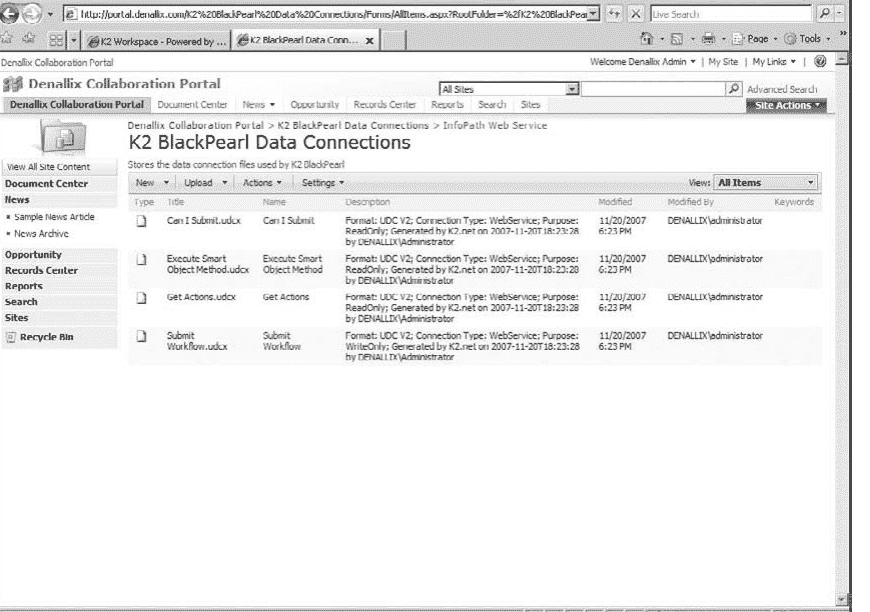 http://portal.denallix.com/K2%20BlackPearl%20Data%20Connections/Forms/AllItems.aspx?RootFolder=%2fK2%20BlackPear
Live Search
K2 Workspace - Powered by ...
K2 BlackPearl Data Conn... x
Page
Tools
Denallix Collaboration Portal
Welcome Denallix Admin | My Site | My Links
Denallix Collaboration Portal
All Sites
Advanced Search
Denallix Collaboration Portal Document Center News Opportunity Records Center Reports Search Sites
Site Actions
Denallix Collaboration Portal > K2 BlackPearl Data Connections > InfoPath Web Service
K2 BlackPearl Data Connections
View All Site Content
Stores the data connection files used by K2 BlackPearl
Document Center
News
Sample News Article
News Archive
Opportunity
Records Center
Reports
Search
Sites
Recycle Bin
New Upload Actions Settings
View: All Items
Type Title Name Description Modified Modified By Keywords
Can I Submit.udcx Can I Submit Format: UDC V2; Connection Type: WebService; Purpose: 11/20/2007 DENALLIX\administrator
ReadOnly; Generated by K2.net on 2007-11-20T18:23:28 6:23 PM
by DENALLIX\Administrator
Execute Smart Execute Smart Format: UDC V2; Connection Type: WebService; Purpose: 11/20/2007 DENALLIX\administrator
Object Method.udcx Object Method ReadOnly; Generated by K2.net on 2007-11-20T18:23:28 6:23 PM
by DENALLIX\Administrator
Get Actions.udcx Get Actions Format: UDC V2; Connection Type: WebService; Purpose: 11/20/2007 DENALLIX\administrator
ReadOnly; Generated by K2.net on 2007-11-20T18:23:28 6:23 PM
by DENALLIX\Administrator
Submit Submit Format: UDC V2; Connection Type: WebService; Purpose: 11/20/2007 DENALLIX\administrator
Workflow.udcx Workflow WriteOnly; Generated by K2.net on 2007-11-20T18:23:28 6:23 PM
by DENALLIX\Administrator